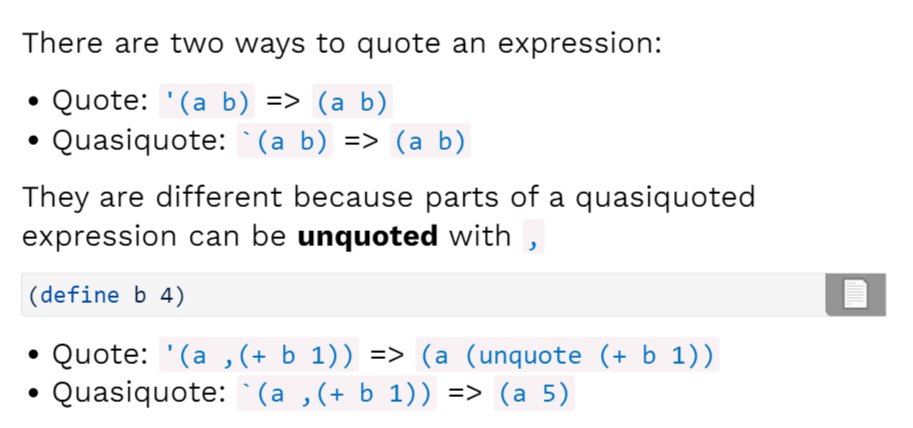 There are two ways to quote an expression:
• Quote: '(a b) => (a b)
• Quasiquote: `(a b) => (a b)
They are different because parts of a quasiquoted
expression can be unquoted with ,
(define b 4)
• Quote: '(a ,(+ b 1)) => (a (unquote (+ b 1))
• Quasiquote: `(a ,(+ b 1)) => (a 5)